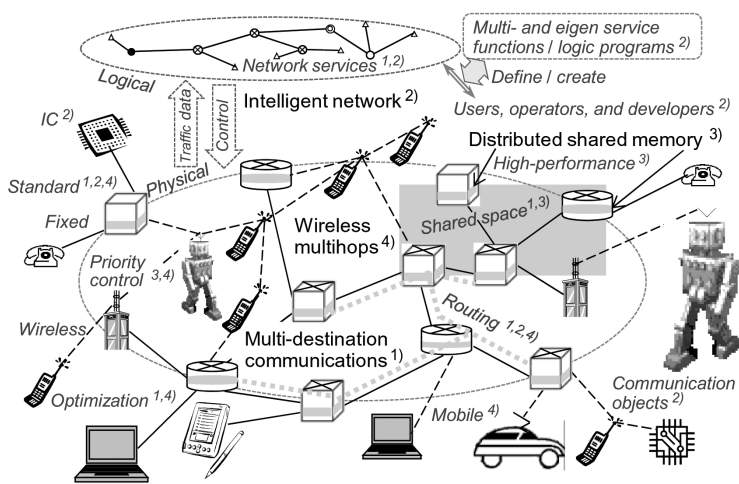 Multi- and eigen service
functions / logic programs 2)
Network services 1,2)
Logical
Define / create
Users, operators, and developers 2)
Traffic data
Control
Intelligent network 2)
IC 2)
Distributed shared memory 3)
High-performance 3)
Physical
Standard 1,2,4)
Shared space 1,3)
Fixed
Wireless
multihops 4)
Priority
control 3,4)
Routing 1,2,4)
Wireless
Multi-destination
communications 1)
Optimization 1,4)
Communication
objects 2)
Mobile 4)